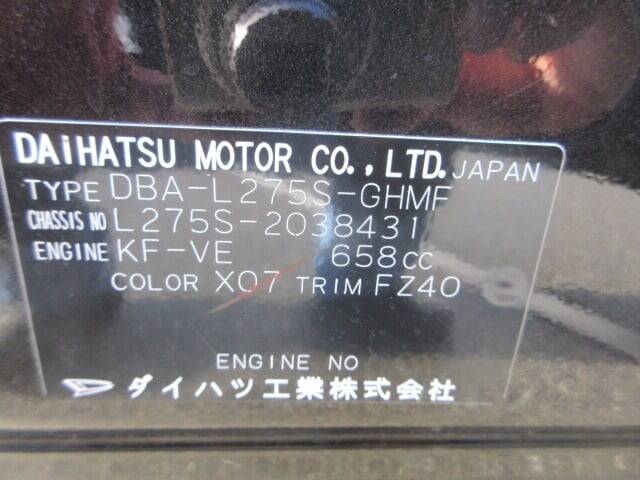 DAIHATSU MOTOR CO., LTD. JAPAN
TYPE DBA-L275S-GHMF
CHASSIS NO L275S-2038431
ENGINE KF-VE 658cc
COLOR X07 TRIM FZ40
ENGINE NO
ダイハツ工業株式会社